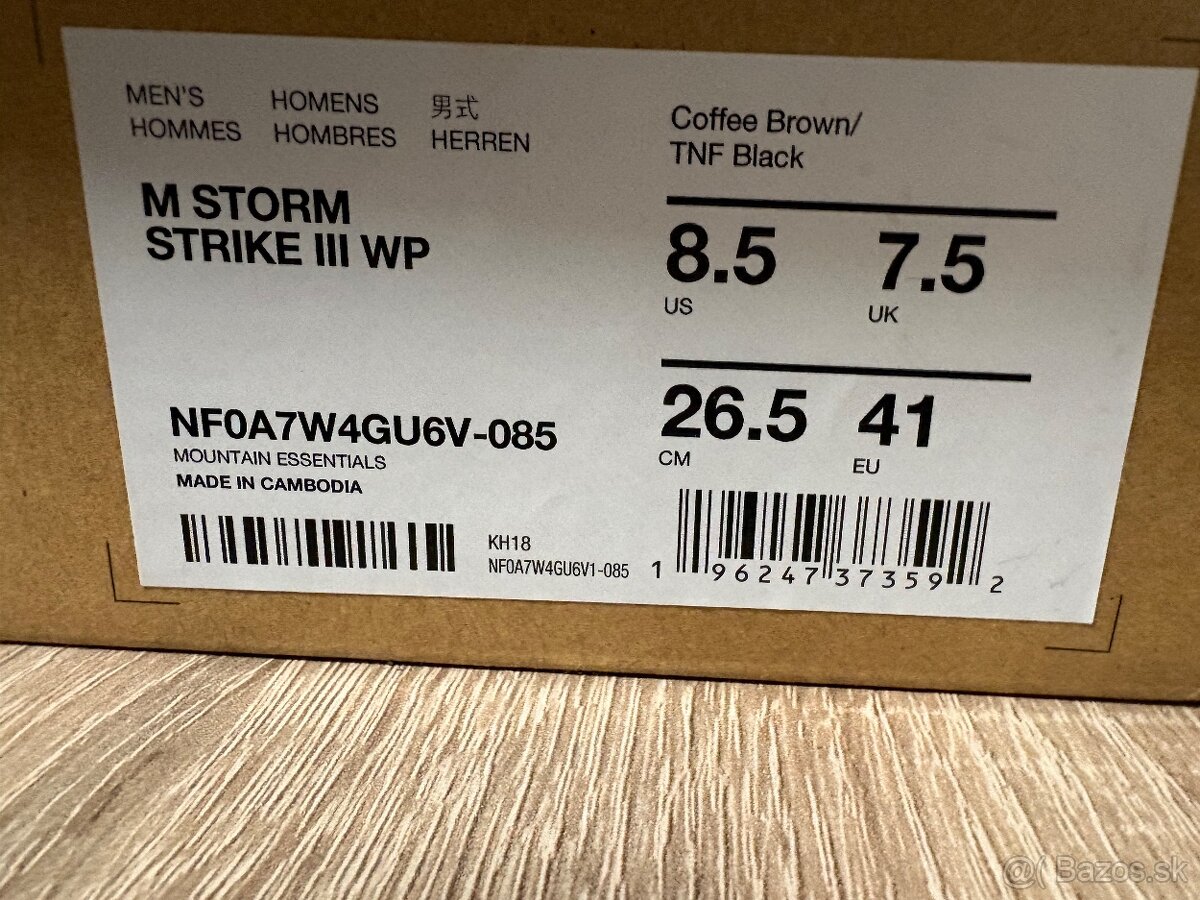 MEN'S HOMENS 男式
HOMMES HOMBRES HERREN
M STORM
STRIKE III WP
NF0A7W4GU6V-085
MOUNTAIN ESSENTIALS
MADE IN CAMBODIA
KH18
NF0A7W4GU6V1-085
Coffee Brown/
TNF Black
8.5 7.5
US UK
26.5 41
CM EU
1 96247 37359 2
@( Bazos.sk